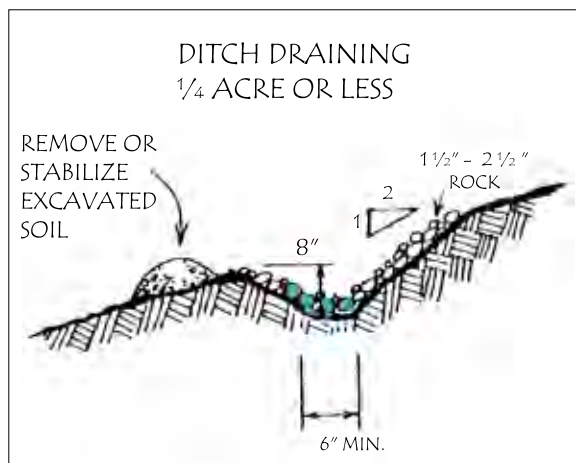 DITCH DRAINING
1/4 ACRE OR LESS
REMOVE OR
STABILIZE
EXCAVATED
SOIL
1 1/2" - 2 1/2"
ROCK
2
1
8"
6" MIN.